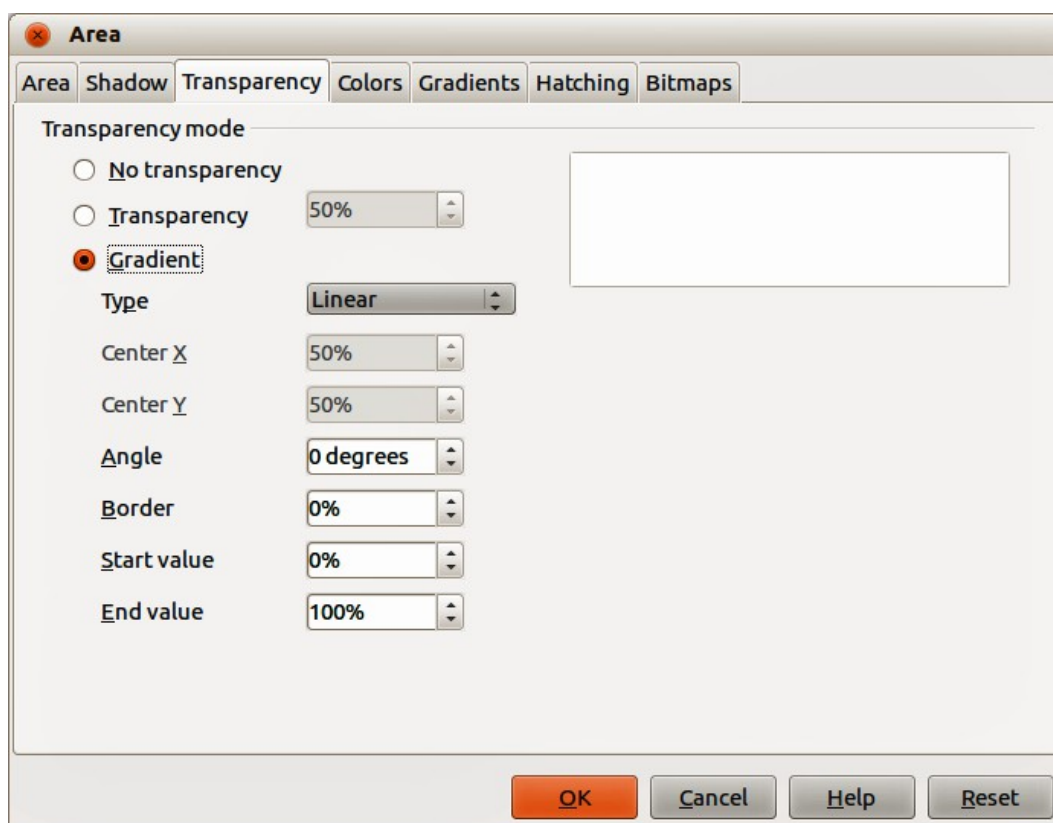 Area
Area Shadow Transparency Colors Gradients Hatching Bitmaps
Transparency mode
No transparency
Transparency 50%
Gradient
Type Linear
Center X 50%
Center Y 50%
Angle 0 degrees
Border 0%
Start value 0%
End value 100%
OK Cancel Help Reset